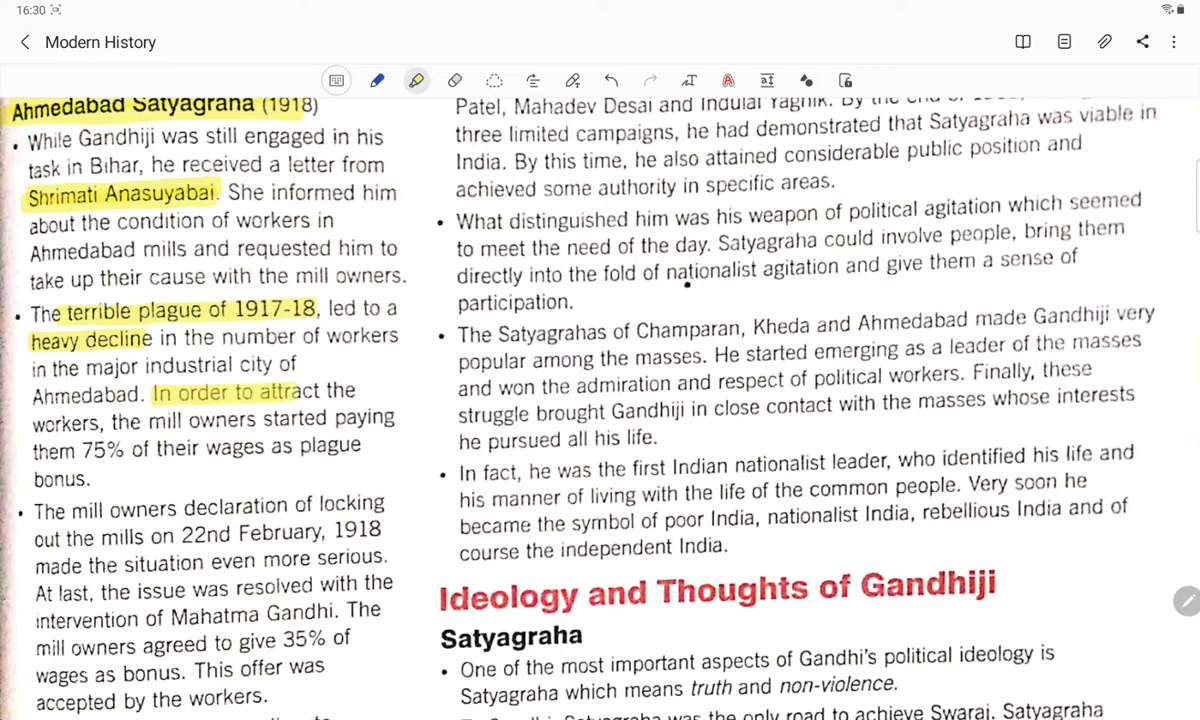 16:30
Modern History
Ahmedabad Satyagraha (1918)
• While Gandhiji was still engaged in his
task in Bihar, he received a letter from
Shrimati Anasuyabai. She informed him
about the condition of workers in
Ahmedabad mills and requested him to
take up their cause with the mill owners.
• The terrible plague of 1917-18, led to a
heavy decline in the number of workers
in the major industrial city of
Ahmedabad. In order to attract the
workers, the mill owners started paying
them 75% of their wages as plague
bonus.
• The mill owners declaration of locking
out the mills on 22nd February, 1918
made the situation even more serious.
At last, the issue was resolved with the
intervention of Mahatma Gandhi. The
mill owners agreed to give 35% of
wages as bonus. This offer was
accepted by the workers.
Patel, Mahadev Desai and Indulal Yagnik. By the end of
three limited campaigns, he had demonstrated that Satyagraha was viable in
India. By this time, he also attained considerable public position and
achieved some authority in specific areas.
• What distinguished him was his weapon of political agitation which seemed
to meet the need of the day. Satyagraha could involve people, bring them
directly into the fold of nationalist agitation and give them a sense of
participation.
• The Satyagrahas of Champaran, Kheda and Ahmedabad made Gandhiji very
popular among the masses. He started emerging as a leader of the masses
and won the admiration and respect of political workers. Finally, these
struggle brought Gandhiji in close contact with the masses whose interests
he pursued all his life.
• In fact, he was the first Indian nationalist leader, who identified his life and
his manner of living with the life of the common people. Very soon he
became the symbol of poor India, nationalist India, rebellious India and of
course the independent India.
Ideology and Thoughts of Gandhiji
Satyagraha
• One of the most important aspects of Gandhi's political ideology is
Satyagraha which means truth and non-violence.
Satyagraha was the only road to achieve Swaraj. Satyagraha